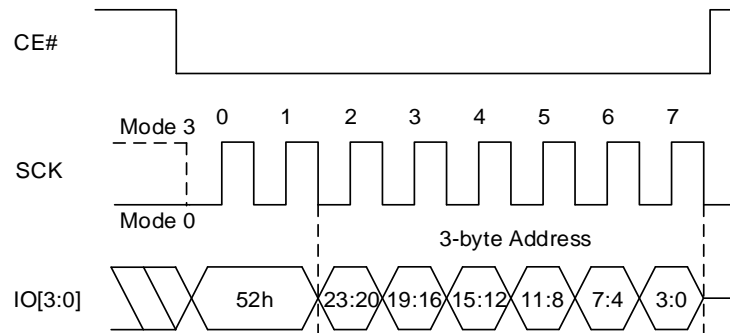 CE#
Mode 3 0 1 2 3 4 5 6 7
SCK
Mode 0
3-byte Address
IO[3:0] 52h 23:20 19:16 15:12 11:8 7:4 3:0